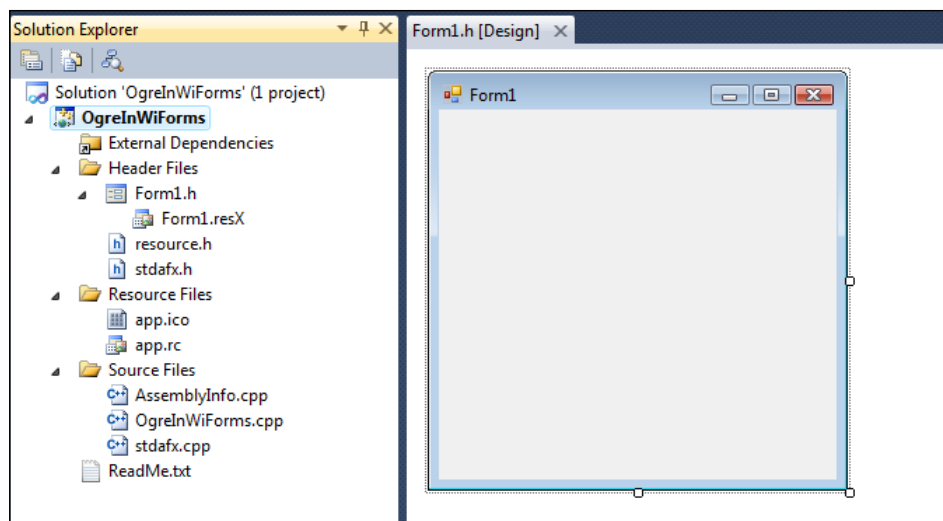 Solution Explorer
Form1.h [Design]
Solution 'OgreInWiForms' (1 project)
OgreInWiForms
External Dependencies
Header Files
Form1.h
Form1.resX
h resource.h
h stdafx.h
Resource Files
app.ico
app.rc
Source Files
C++ AssemblyInfo.cpp
C++ OgreInWiForms.cpp
C++ stdafx.cpp
ReadMe.txt
Form1